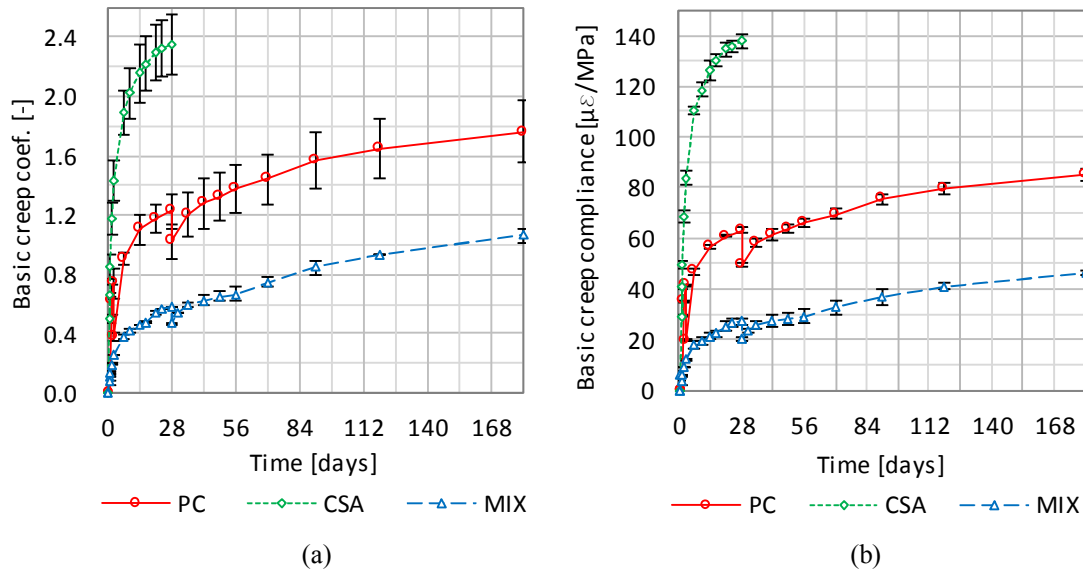 Basic creep coef. [-]
2.4
2.0
1.6
1.2
0.8
0.4
0.0
0 28 56 84 112 140 168
Time [days]
PC CSA MIX
(a)
Basic creep compliance [με/MPa]
140
120
100
80
60
40
20
0
0 28 56 84 112 140 168
Time [days]
PC CSA MIX
(b)